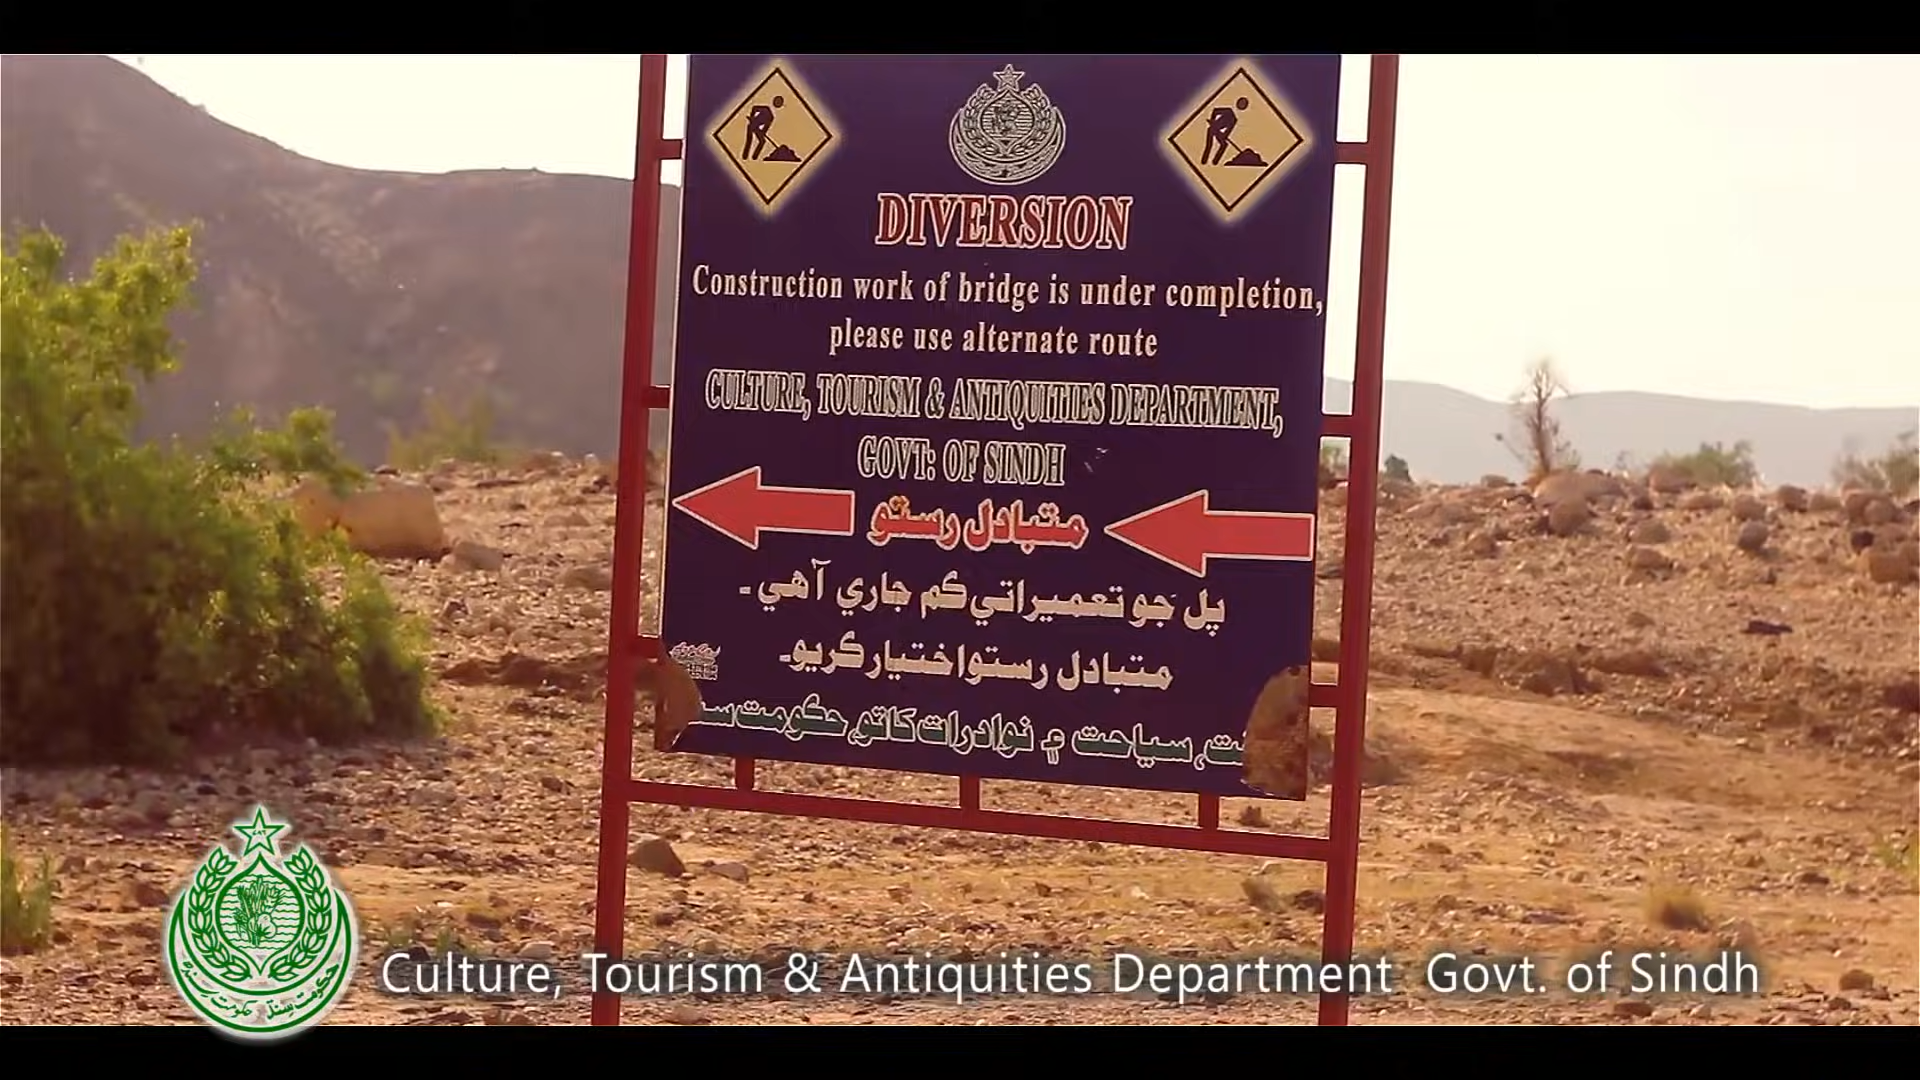 DIVERSION
Construction work of bridge is under completion,
please use alternate route
CULTURE, TOURISM & ANTIQUITIES DEPARTMENT,
GOVT: OF SINDH
متبادل رستو
پل جو تعميراتي ڪم جاري آهي۔
متبادل رستو اختيار ڪريو۔
سياحت ۽ نوادرات کاتو، حڪومت
Culture, Tourism & Antiquities Department Govt. of Sindh